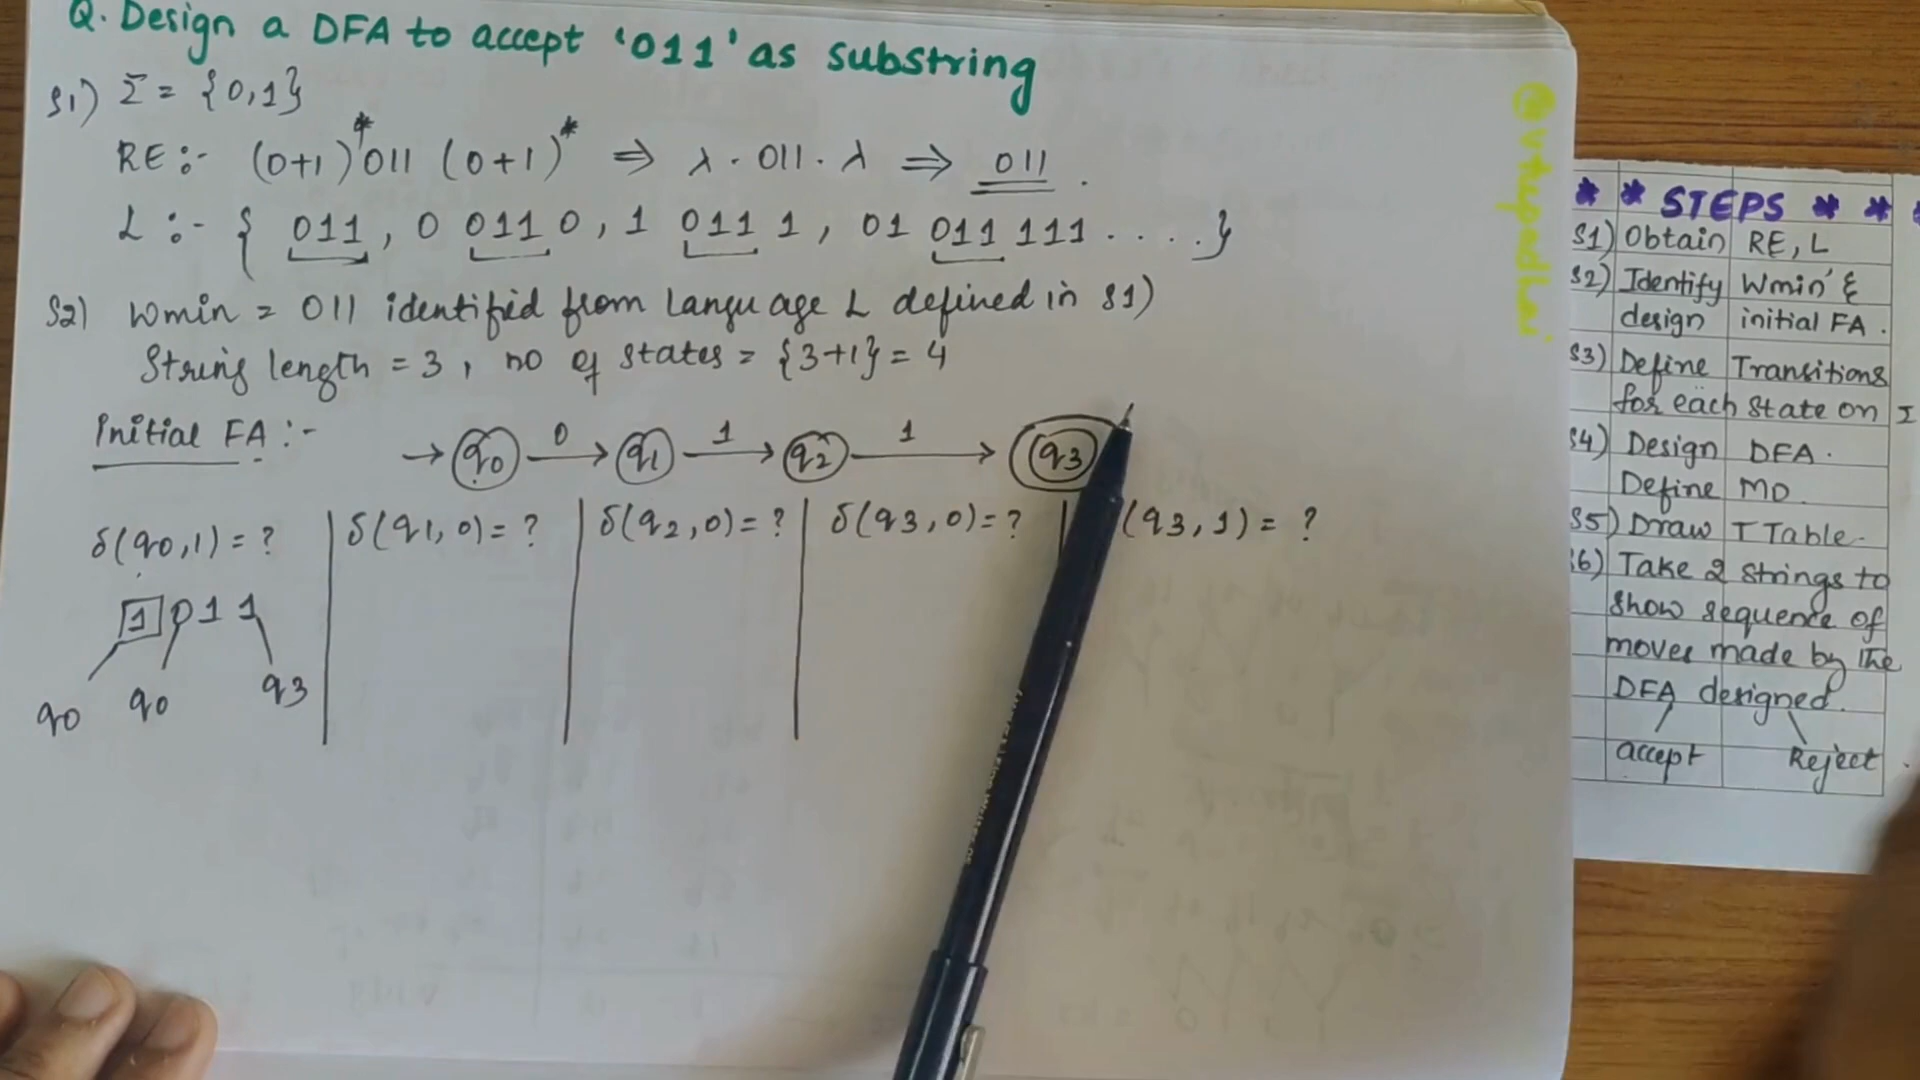 Q. Design a DFA to accept '011' as substring
S1) Σ = {0,1}
RE :- (0+1)*011 (0+1)* ⇒ λ · 011 · λ ⇒ 011 .
L :- { 011 , 0 011 0 , 1 011 1 , 01 011 111 . . . . }
S2) Wmin = 011 identified from Language L defined in S1)
String length = 3 , no of states = {3+1} = 4
Initial FA :- → q0 0 → q1 1 → q2 1 → q3
δ(q0,1) = ? δ(q1,0) = ? δ(q2,0) = ? δ(q3,0) = ? (q3,1) = ?
1 0 1 1
q0 q0 q3
@vtupadhai
* * STEPS * * *
S1) Obtain RE, L
S2) Identify Wmin' &
design initial FA .
S3) Define Transitions
for each state on I
S4) Design DFA .
Define MD .
S5) Draw T Table .
S6) Take 2 strings to
show sequence of
moves made by the
DFA designed .
accept Reject .